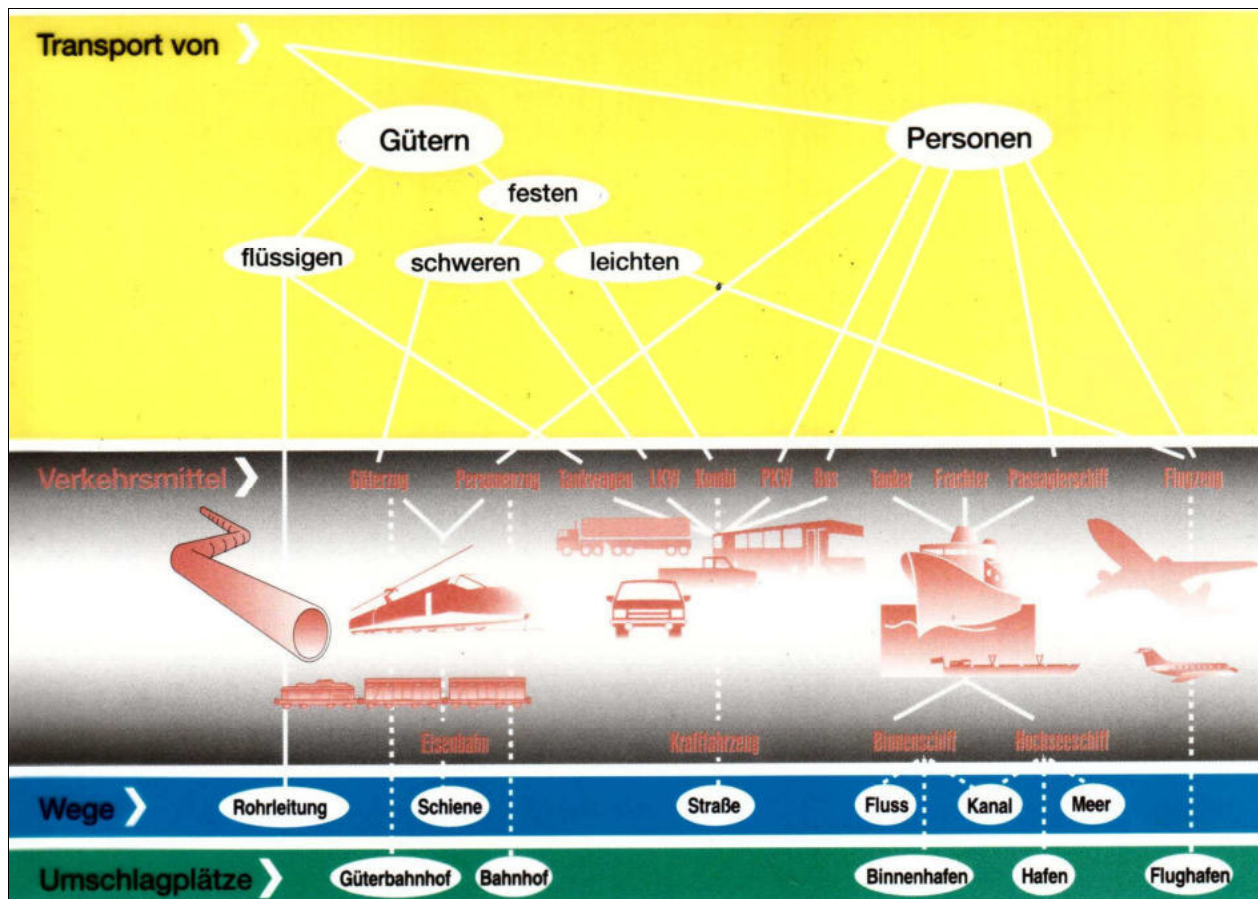 Transport von
Gütern
Personen
festen
flüssigen
schweren
leichten
Verkehrsmittel
Güterzug
Personenzug
Tankwagen
LKW
Kombi
PKW
Bus
Tanker
Frachter
Passagierschiff
Flugzeug
Eisenbahn
Kraftfahrzeug
Binnenschiff
Hochseeschiff
Wege
Rohrleitung
Schiene
Straße
Fluss
Kanal
Meer
Umschlagplätze
Güterbahnhof
Bahnhof
Binnenhafen
Hafen
Flughafen